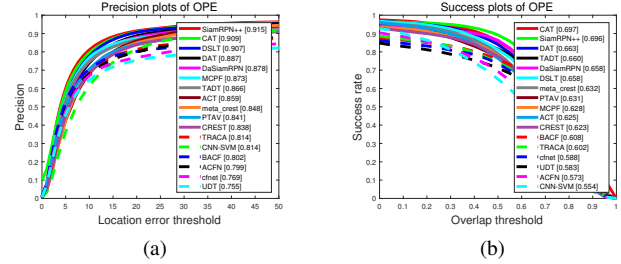 Precision plots of OPE
1
0.9
0.8
0.7
0.6
0.5
0.4
0.3
0.2
0.1
0
Precision
SiamRPN++ [0.915]
CAT [0.909]
DSLT [0.907]
DAT [0.887]
DaSiamRPN [0.878]
MCPF [0.873]
TADT [0.866]
ACT [0.859]
meta_crest [0.848]
PTAV [0.841]
CREST [0.838]
TRACA [0.814]
CNN-SVM [0.814]
BACF [0.802]
ACFN [0.799]
cfnet [0.769]
UDT [0.755]
0 5 10 15 20 25 30 35 40 45 50
Location error threshold
(a)
Success plots of OPE
1
0.9
0.8
0.7
0.6
0.5
0.4
0.3
0.2
0.1
0
Success rate
CAT [0.697]
SiamRPN++ [0.696]
DAT [0.663]
TADT [0.660]
DaSiamRPN [0.658]
DSLT [0.658]
meta_crest [0.632]
PTAV [0.631]
MCPF [0.628]
ACT [0.625]
CREST [0.623]
BACF [0.608]
TRACA [0.602]
cfnet [0.588]
UDT [0.583]
ACFN [0.573]
CNN-SVM [0.554]
0 0.1 0.2 0.3 0.4 0.5 0.6 0.7 0.8 0.9 1
Overlap threshold
(b)